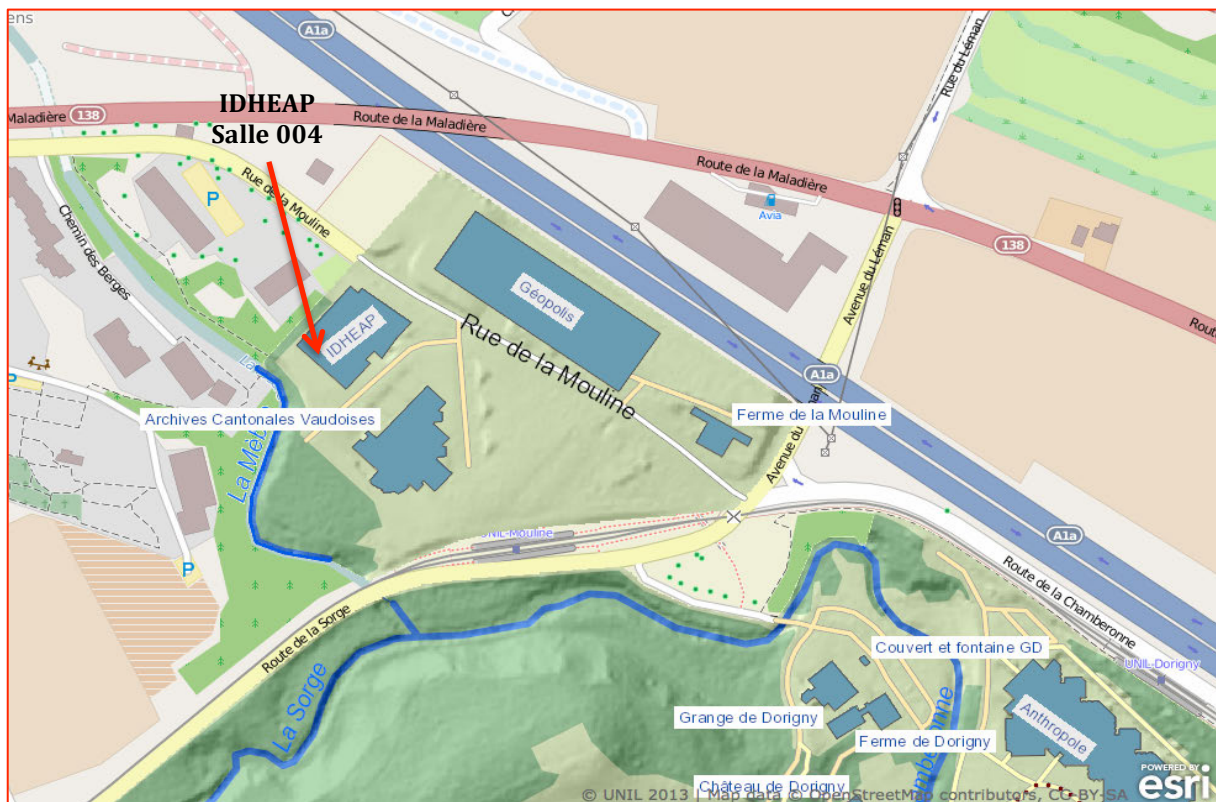 ens
A1a
Rue du Léman
IDHEAP
Salle 004
Maladière
138
Route de la Maladière
Route de la Maladière
Rue de la Mouline
P
Avia
138
Chemin des Berges
Avenue du Léman
Route
Géopolis
IDHEAP
Rue de la Mouline
A1a
La
P
Archives Cantonales Vaudoises
Ferme de la Mouline
Avenue du
La Mèb
UNIL-Mouline
A1a
P
Route de la Chamberonne
Route de la Sorge
Couvert et fontaine GD
UNIL-Dorigny
La Sorge
Grange de Dorigny
Anthropole
Ferme de Dorigny
mberonne
Château de Dorigny
POWERED BY
esri
© UNIL 2013 | Map data © OpenStreetMap contributors, CC-BY-SA